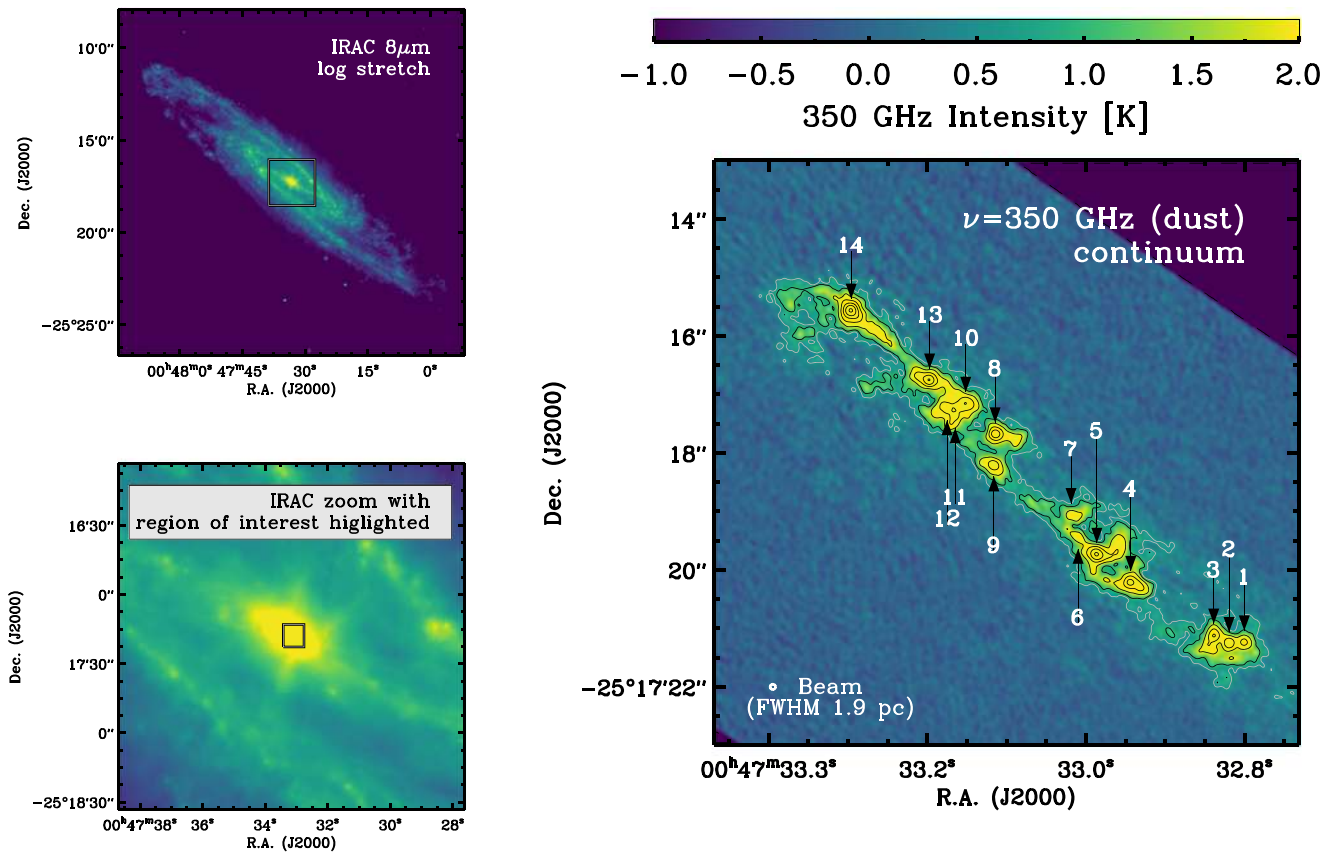 IRAC 8μm
log stretch
10′0″
15′0″
20′0″
−25°25′0″
00ʰ48ᵐ0ˢ 47ᵐ45ˢ 30ˢ 15ˢ 0ˢ
R.A. (J2000)
Dec. (J2000)
IRAC zoom with
region of interest higlighted
16′30″
0″
17′30″
0″
−25°18′30″
00ʰ47ᵐ38ˢ 36ˢ 34ˢ 32ˢ 30ˢ 28ˢ
R.A. (J2000)
Dec. (J2000)
−1.0 −0.5 0.0 0.5 1.0 1.5 2.0
350 GHz Intensity [K]
ν=350 GHz (dust)
continuum
14
13
10
8
7
5
4
11
12
9
6
3
2
1
Beam
(FWHM 1.9 pc)
14″
16″
18″
20″
−25°17′22″
00ʰ47ᵐ33.3ˢ 33.2ˢ 33.0ˢ 32.8ˢ
R.A. (J2000)
Dec. (J2000)